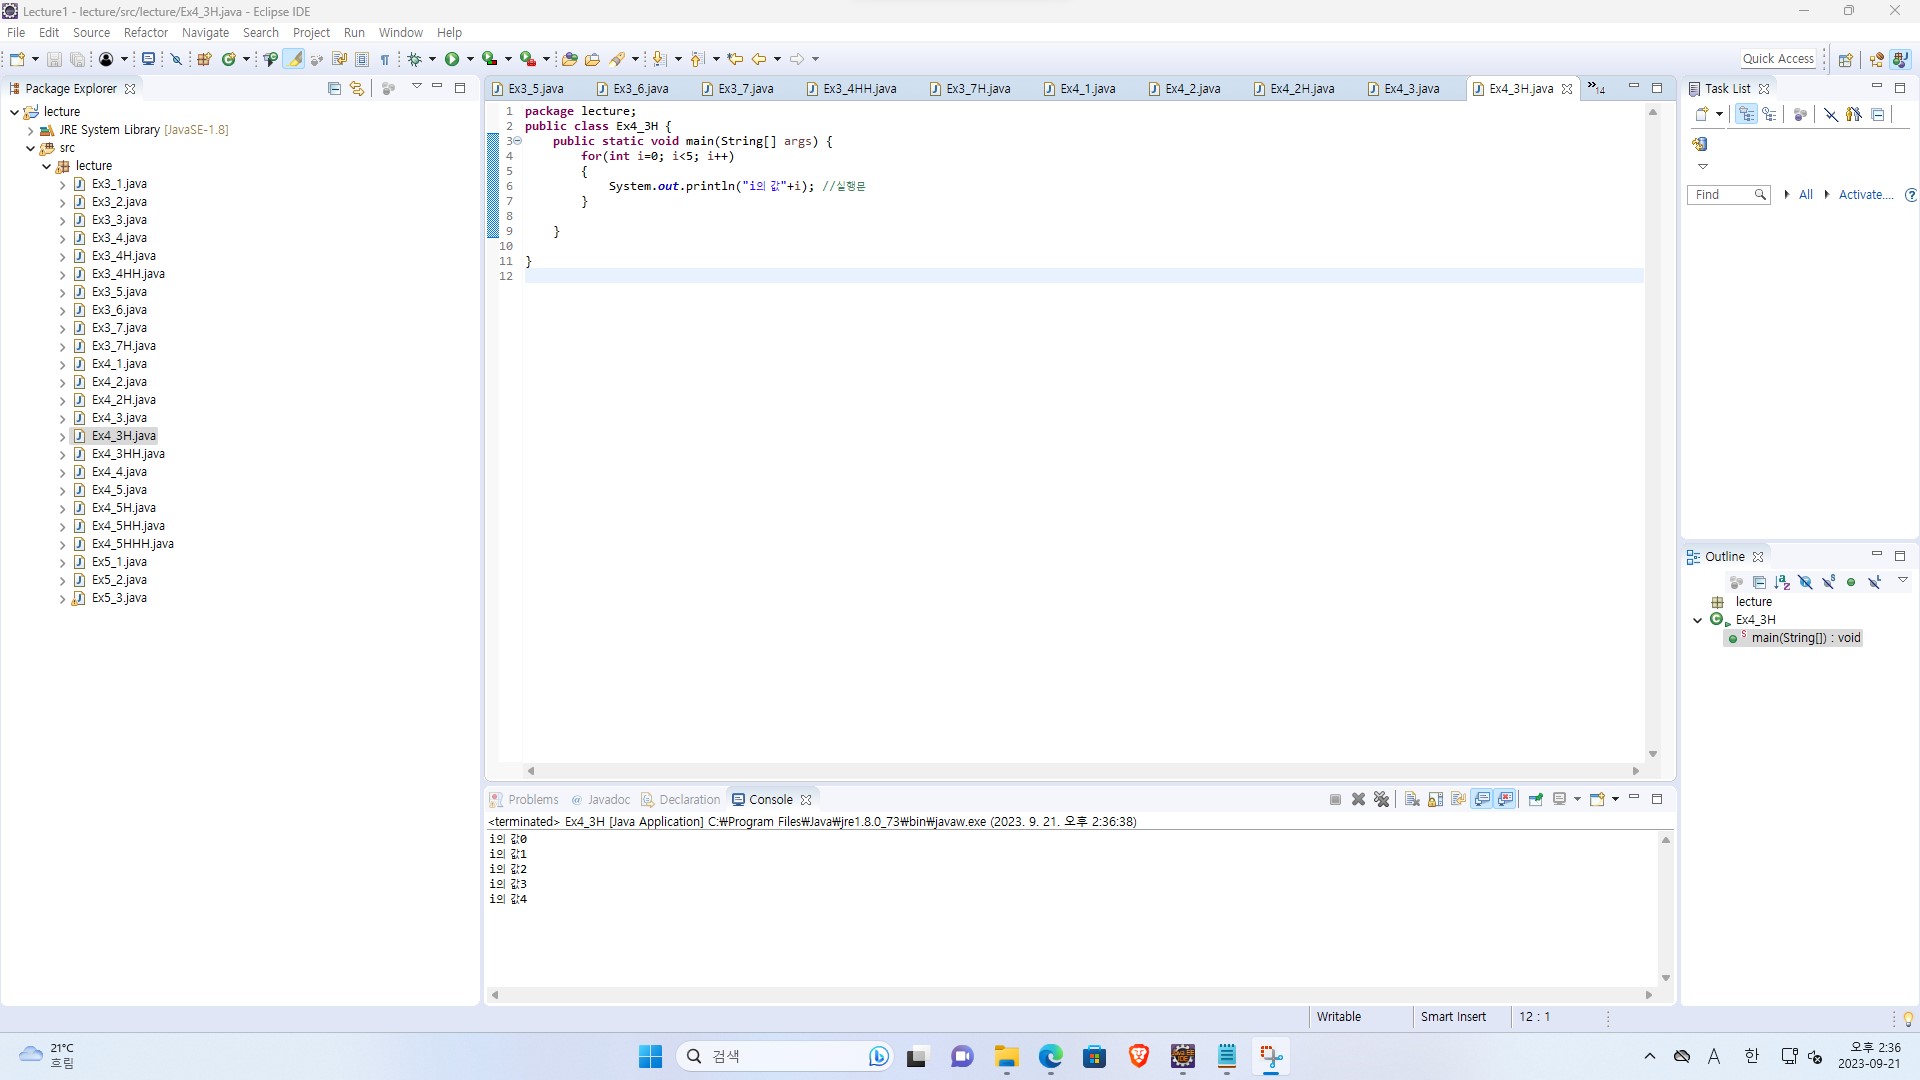 Lecture1 - lecture/src/lecture/Ex4_3H.java - Eclipse IDE
File Edit Source Refactor Navigate Search Project Run Window Help
Quick Access
Package Explorer
lecture
JRE System Library [JavaSE-1.8]
src
lecture
Ex3_1.java
Ex3_2.java
Ex3_3.java
Ex3_4.java
Ex3_4H.java
Ex3_4HH.java
Ex3_5.java
Ex3_6.java
Ex3_7.java
Ex3_7H.java
Ex4_1.java
Ex4_2.java
Ex4_2H.java
Ex4_3.java
Ex4_3H.java
Ex4_3HH.java
Ex4_4.java
Ex4_5.java
Ex4_5H.java
Ex4_5HH.java
Ex4_5HHH.java
Ex5_1.java
Ex5_2.java
Ex5_3.java
Ex3_5.java Ex3_6.java Ex3_7.java Ex3_4HH.java Ex3_7H.java Ex4_1.java Ex4_2.java Ex4_2H.java Ex4_3.java Ex4_3H.java »14
1 package lecture;
2 public class Ex4_3H {
3 public static void main(String[] args) {
4 for(int i=0; i<5; i++)
5 {
6 System.out.println("i의 값"+i); //실행문
7 }
8
9 }
10
11 }
12
Problems @ Javadoc Declaration Console
<terminated> Ex4_3H [Java Application] C:₩Program Files₩Java₩jre1.8.0_73₩bin₩javaw.exe (2023. 9. 21. 오후 2:36:38)
i의 값0
i의 값1
i의 값2
i의 값3
i의 값4
Task List
Find All Activate...
Outline
lecture
Ex4_3H
main(String[]) : void
Writable Smart Insert 12 : 1
21°C
흐림
검색
A 한
오후 2:36
2023-09-21